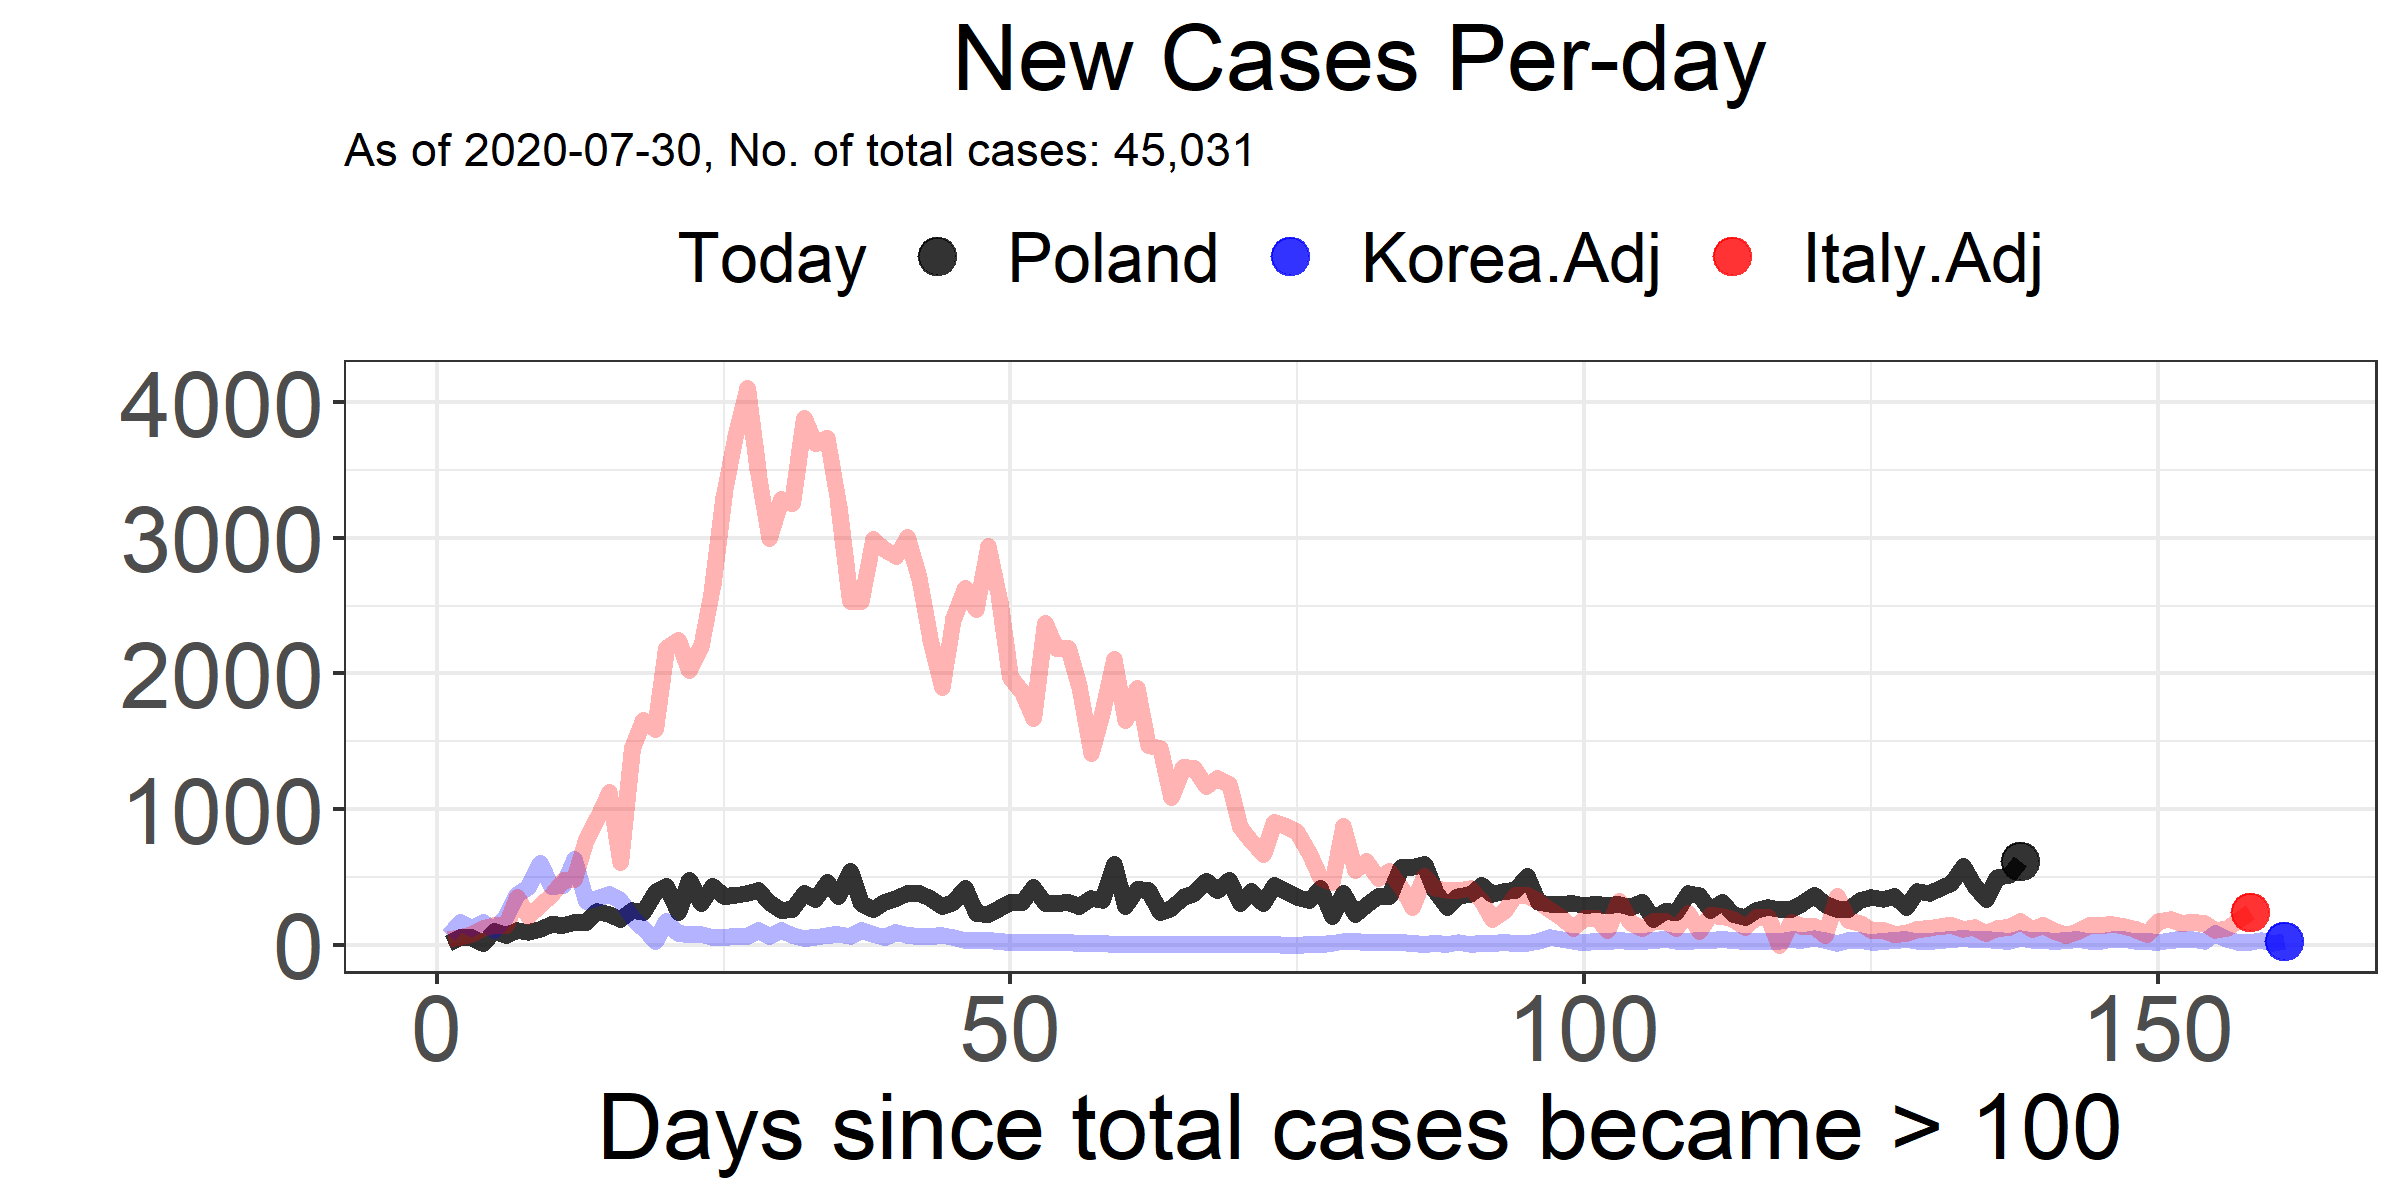 New Cases Per-day
As of 2020-07-30, No. of total cases: 45,031
Today Poland Korea.Adj Italy.Adj
4000
3000
2000
1000
0
0 50 100 150
Days since total cases became > 100